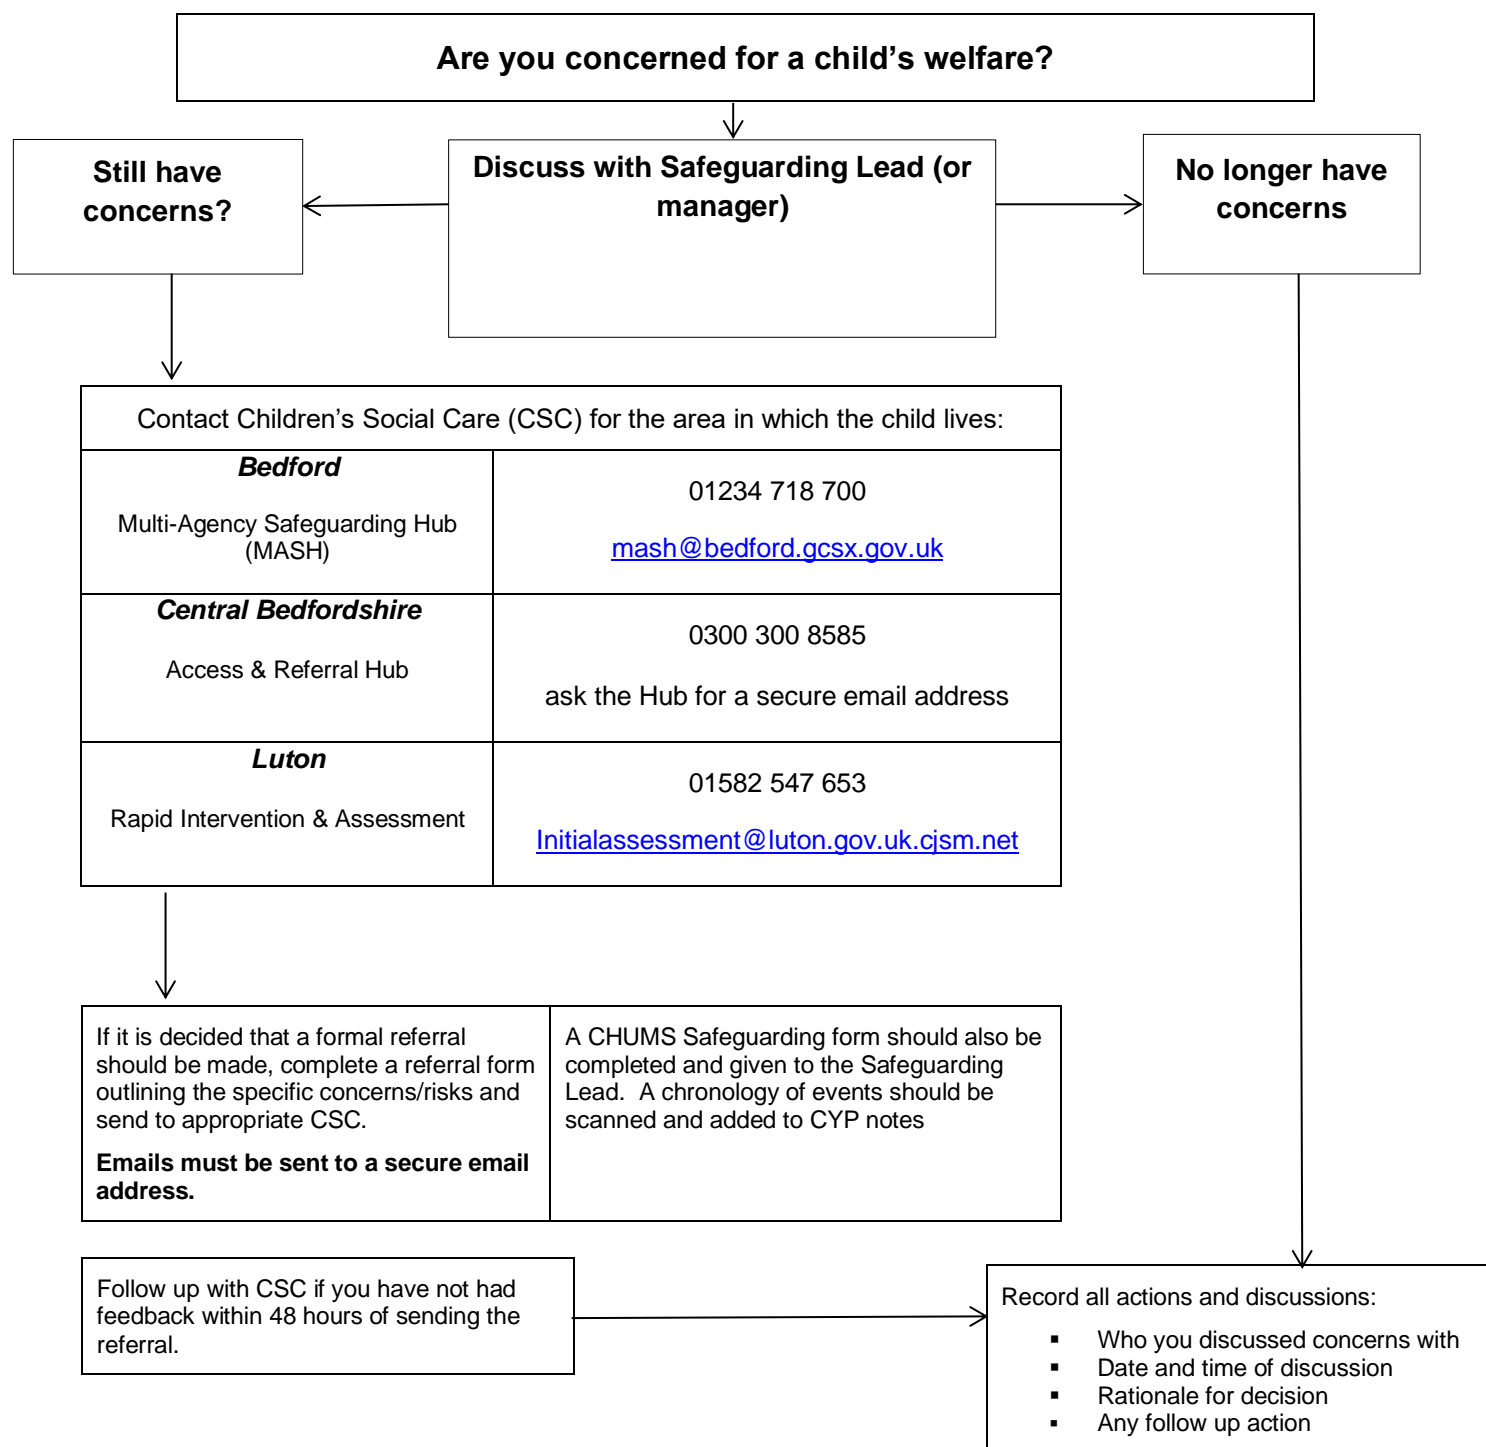 Are you concerned for a child’s welfare?
Still have
concerns?
Discuss with Safeguarding Lead (or
manager)
No longer have
concerns
Contact Children’s Social Care (CSC) for the area in which the child lives:
Bedford
Multi-Agency Safeguarding Hub
(MASH)
01234 718 700
mash@bedford.gcsx.gov.uk
Central Bedfordshire
Access & Referral Hub
0300 300 8585
ask the Hub for a secure email address
Luton
Rapid Intervention & Assessment
01582 547 653
Initialassessment@luton.gov.uk.cjsm.net
If it is decided that a formal referral
should be made, complete a referral form
outlining the specific concerns/risks and
send to appropriate CSC.
Emails must be sent to a secure email
address.
A CHUMS Safeguarding form should also be
completed and given to the Safeguarding
Lead.  A chronology of events should be
scanned and added to CYP notes
Follow up with CSC if you have not had
feedback within 48 hours of sending the
referral.
Record all actions and discussions:
▪ Who you discussed concerns with
▪ Date and time of discussion
▪ Rationale for decision
▪ Any follow up action